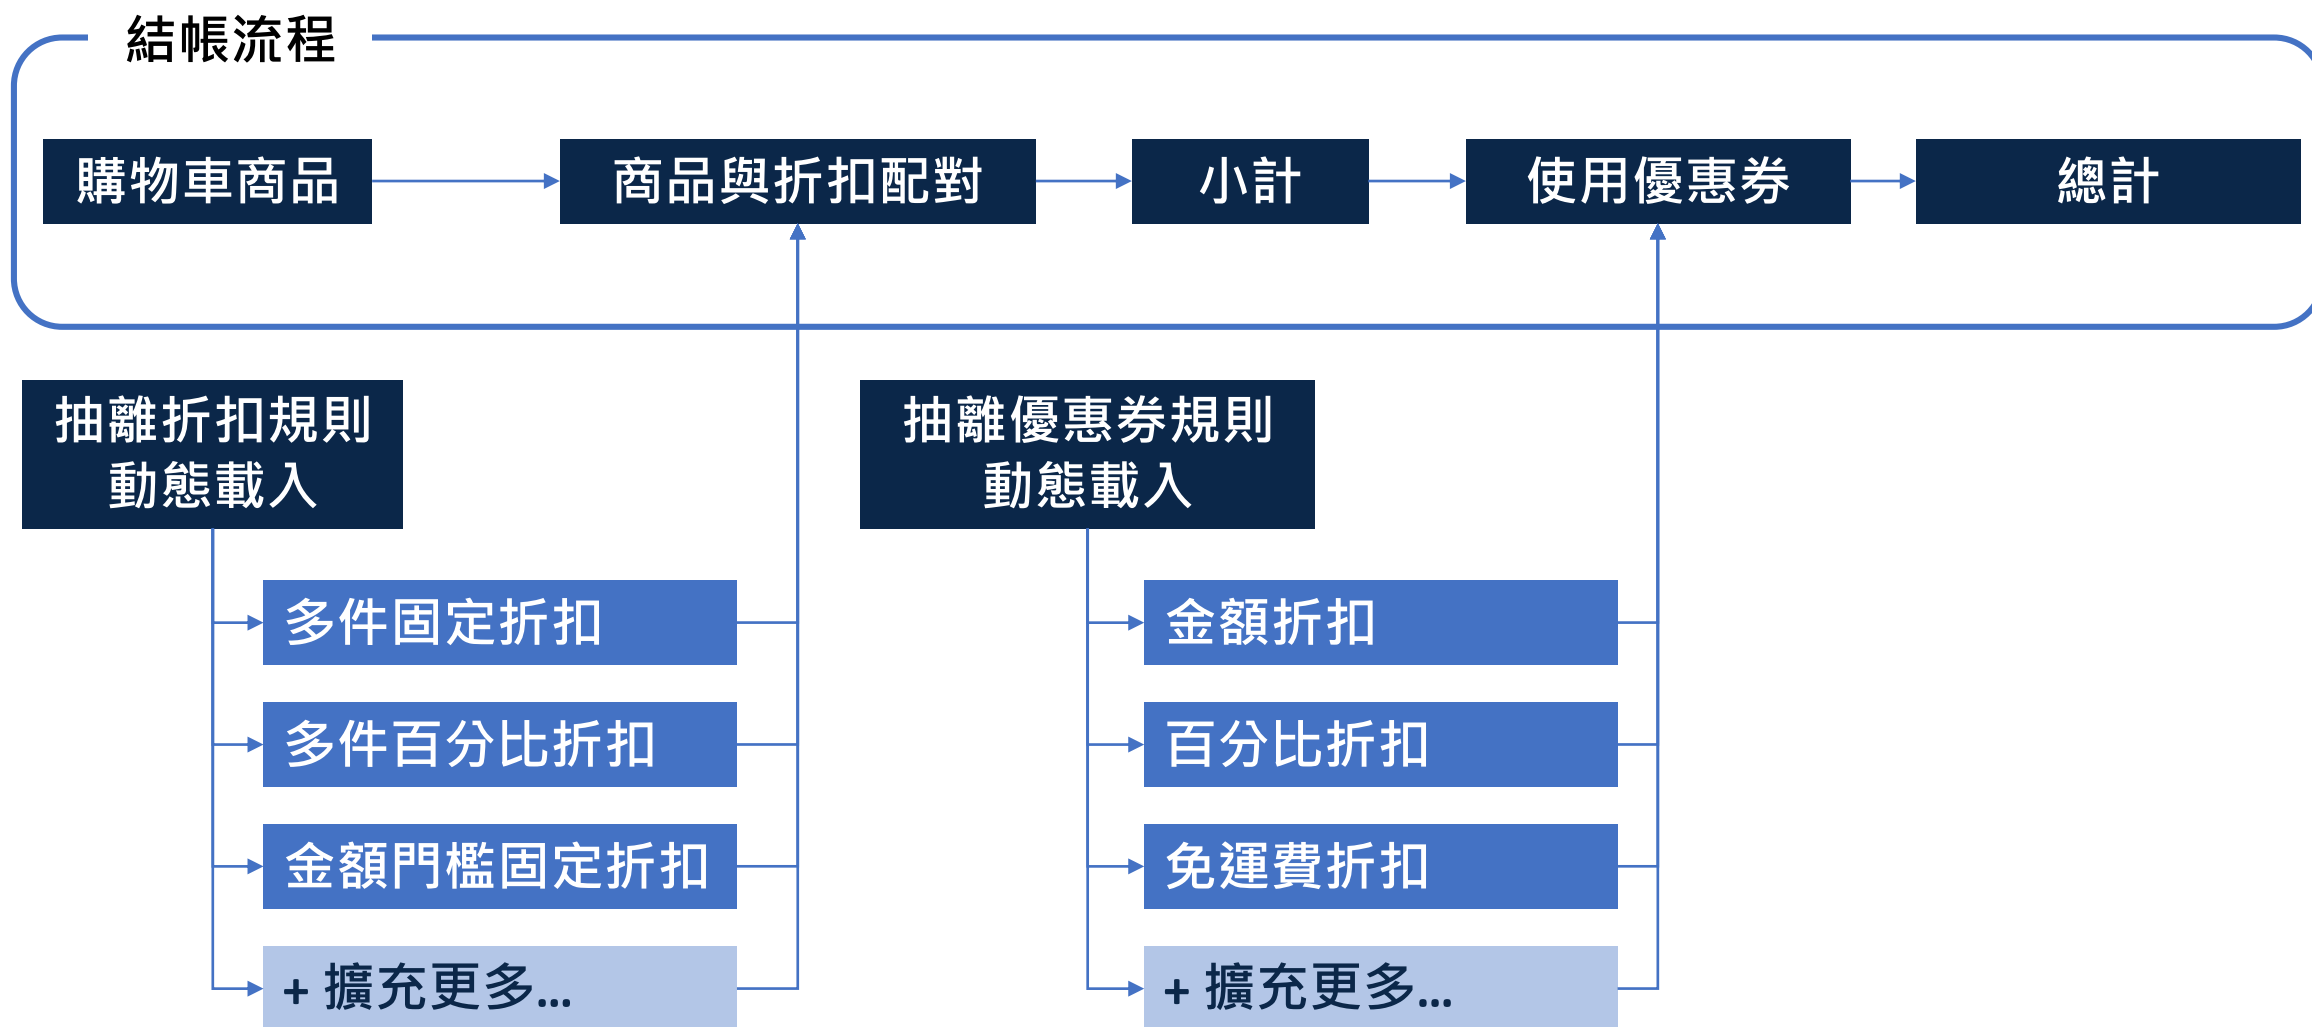 結帳流程
購物車商品
商品與折扣配對
小計
使用優惠券
總計
抽離折扣規則
動態載入
多件固定折扣
多件百分比折扣
金額門檻固定折扣
+ 擴充更多...
抽離優惠券規則
動態載入
金額折扣
百分比折扣
免運費折扣
+ 擴充更多...